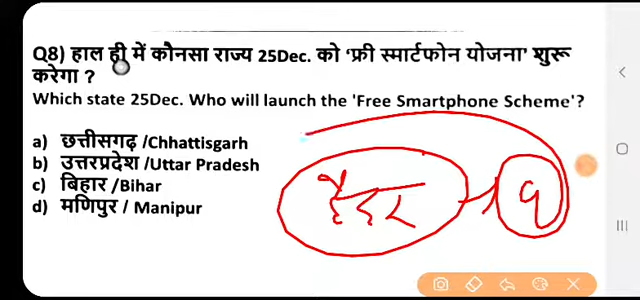 Q8) हाल ही में कौनसा राज्य 25Dec. को 'फ्री स्मार्टफोन योजना' शुरू
करेगा ?
Which state 25Dec. Who will launch the 'Free Smartphone Scheme'?
a) छत्तीसगढ़ /Chhattisgarh
b) उत्तरप्रदेश /Uttar Pradesh
c) बिहार /Bihar
d) मणिपुर / Manipur